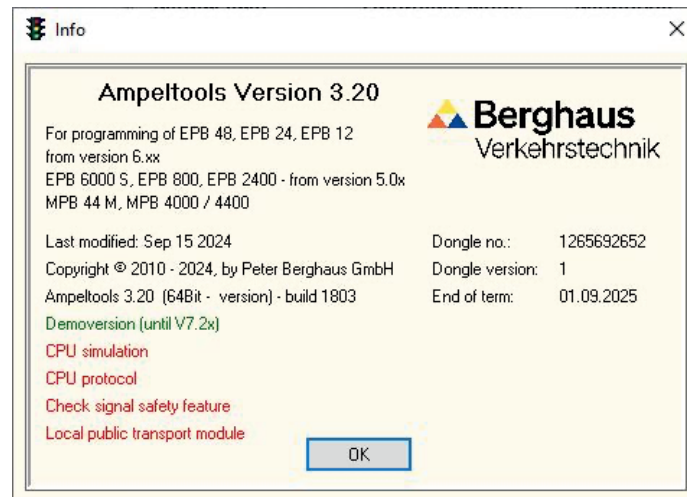 Info
Ampeltools Version 3.20
Berghaus
Verkehrstechnik
For programming of EPB 48, EPB 24, EPB 12
from version 6.xx
EPB 6000 S, EPB 800, EPB 2400 - from version 5.0x
MPB 44 M, MPB 4000 / 4400
Last modified: Sep 15 2024
Copyright © 2010 - 2024, by Peter Berghaus GmbH
Ampeltools 3.20 (64Bit - version) - build 1803
Demoversion (until V7.2x)
CPU simulation
CPU protocol
Check signal safety feature
Local public transport module
Dongle no.: 1265692652
Dongle version: 1
End of term: 01.09.2025
OK